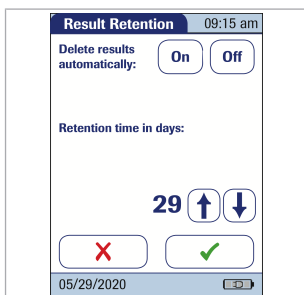 Result Retention 09:15 am
Delete results On Off
automatically:
Retention time in days:
29
05/29/2020